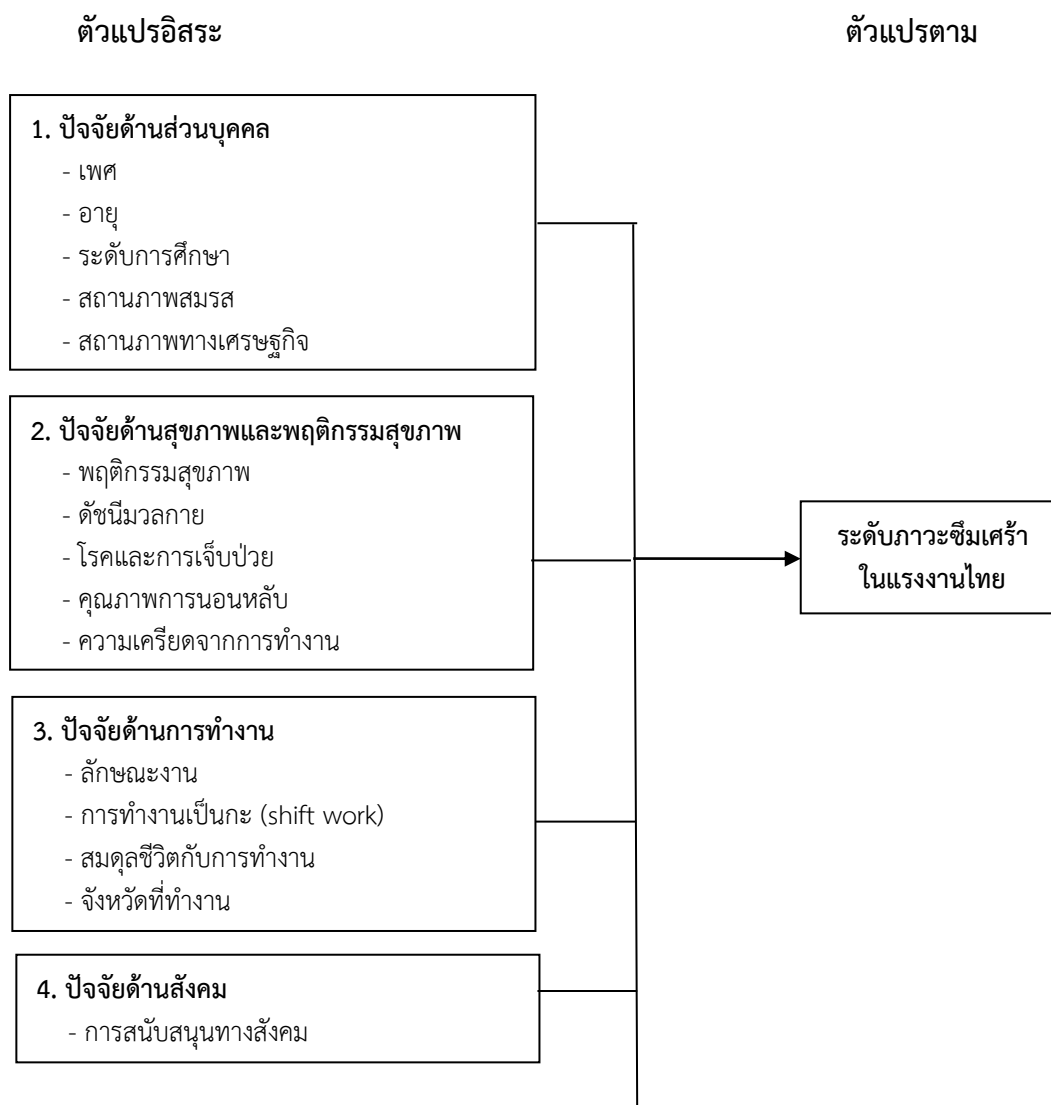 ตัวแปรอิสระ
ตัวแปรตาม
1. ปัจจัยด้านส่วนบุคคล
- เพศ
- อายุ
- ระดับการศึกษา
- สถานภาพสมรส
- สถานภาพทางเศรษฐกิจ
2. ปัจจัยด้านสุขภาพและพฤติกรรมสุขภาพ
- พฤติกรรมสุขภาพ
- ดัชนีมวลกาย
- โรคและการเจ็บป่วย
- คุณภาพการนอนหลับ
- ความเครียดจากการทำงาน
3. ปัจจัยด้านการทำงาน
- ลักษณะงาน
- การทำงานเป็นกะ (shift work)
- สมดุลชีวิตกับการทำงาน
- จังหวัดที่ทำงาน
4. ปัจจัยด้านสังคม
- การสนับสนุนทางสังคม
ระดับภาวะซึมเศร้า
ในแรงงานไทย